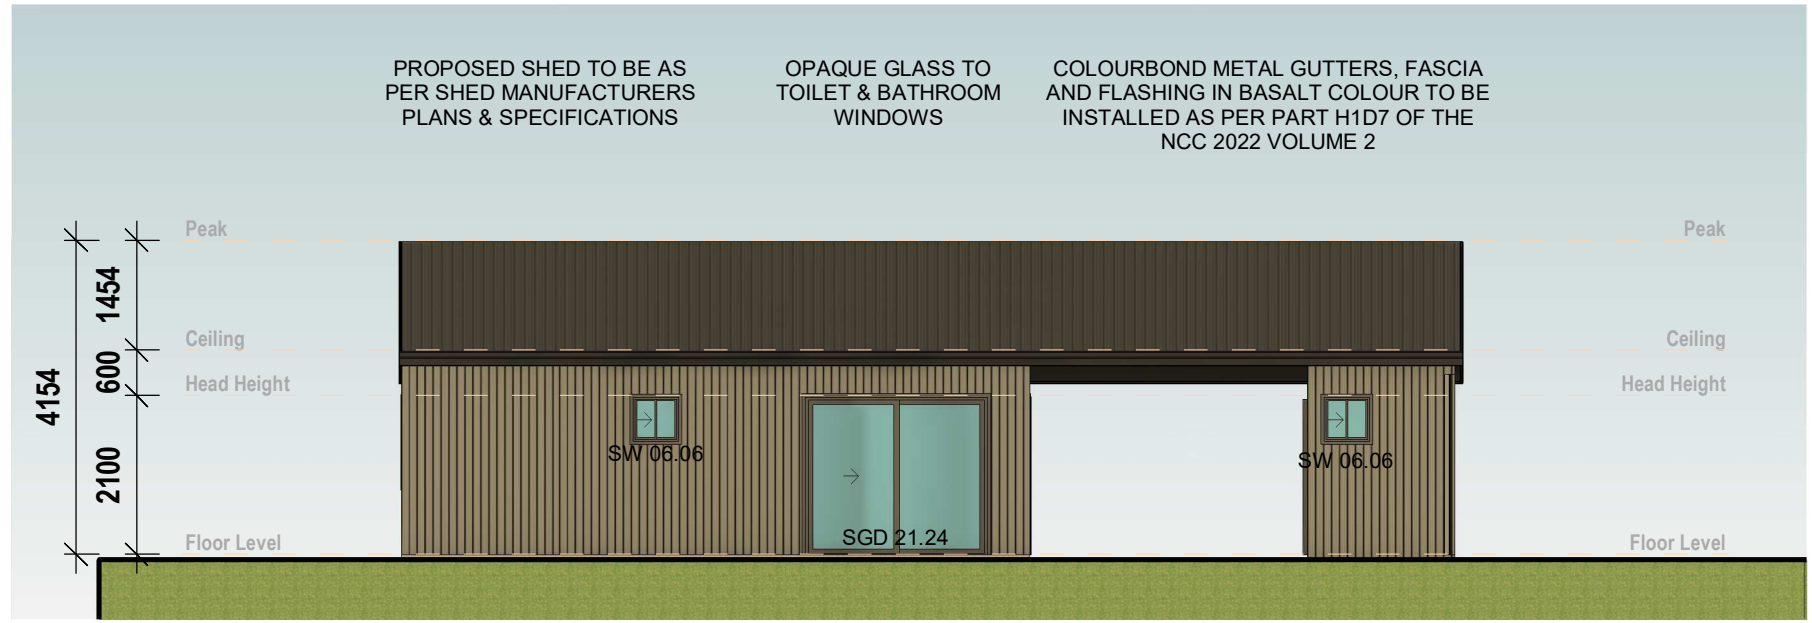 PROPOSED SHED TO BE AS
PER SHED MANUFACTURERS
PLANS & SPECIFICATIONS
OPAQUE GLASS TO
TOILET & BATHROOM
WINDOWS
COLOURBOND METAL GUTTERS, FASCIA
AND FLASHING IN BASALT COLOUR TO BE
INSTALLED AS PER PART H1D7 OF THE
NCC 2022 VOLUME 2
Peak
Peak
1454
Ceiling
Ceiling
600
Head Height
Head Height
4154
2100
SW 06.06
SW 06.06
SGD 21.24
Floor Level
Floor Level